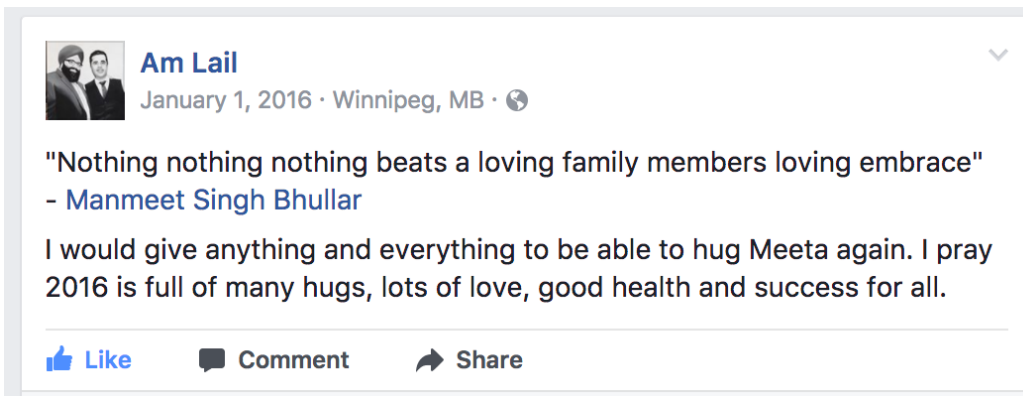 Am Lail
January 1, 2016 · Winnipeg, MB ·
"Nothing nothing nothing beats a loving family members loving embrace"
- Manmeet Singh Bhullar
I would give anything and everything to be able to hug Meeta again. I pray
2016 is full of many hugs, lots of love, good health and success for all.
Like Comment Share